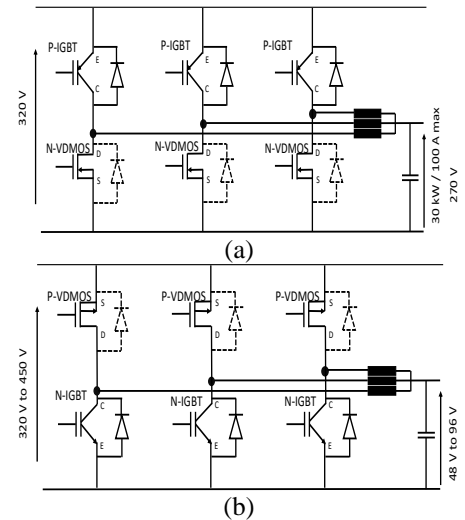 P-IGBT P-IGBT P-IGBT
E E E
C C C
320 V
N-VDMOS N-VDMOS N-VDMOS
D D D
S S S
30 kW / 100 A max
270 V
(a)
P-VDMOS P-VDMOS P-VDMOS
S S S
D D D
320 V to 450 V
N-IGBT N-IGBT N-IGBT
C C C
E E E
48 V to 96 V
(b)